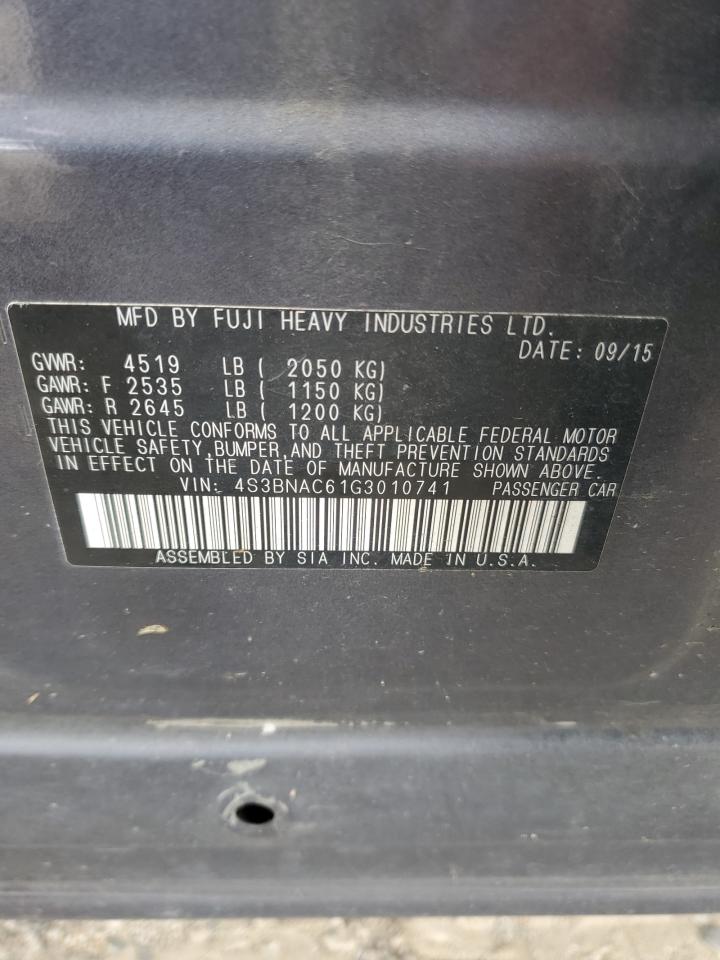 MFD BY FUJI HEAVY INDUSTRIES LTD.
DATE: 09/15
GVWR: 4519 LB ( 2050 KG)
GAWR: F 2535 LB ( 1150 KG)
GAWR: R 2645 LB ( 1200 KG)
THIS VEHICLE CONFORMS TO ALL APPLICABLE FEDERAL MOTOR
VEHICLE SAFETY, BUMPER, AND THEFT PREVENTION STANDARDS
IN EFFECT ON THE DATE OF MANUFACTURE SHOWN ABOVE.
VIN: 4S3BNAC61G3010741 PASSENGER CAR
ASSEMBLED BY SIA INC. MADE IN U.S.A.